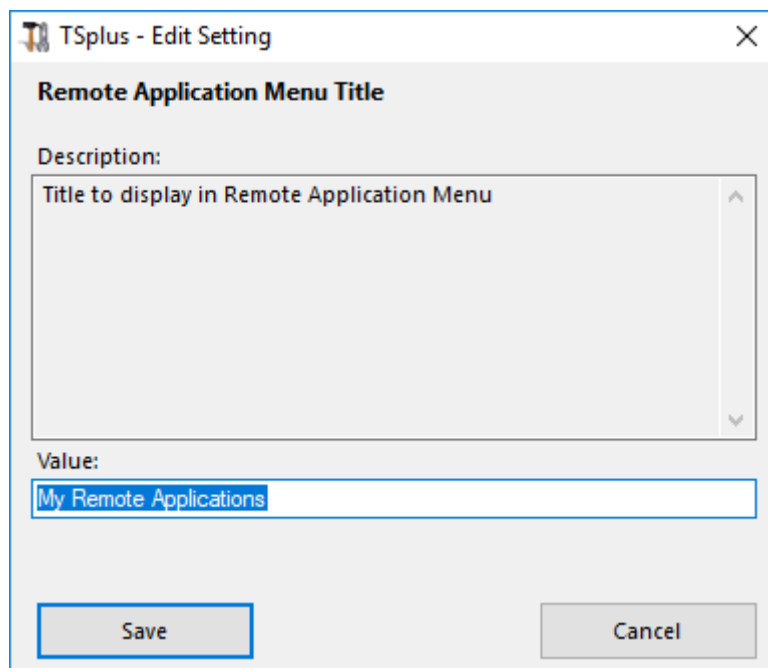 TSplus - Edit Setting
Remote Application Menu Title
Description:
Title to display in Remote Application Menu
Value:
My Remote Applications
Save
Cancel